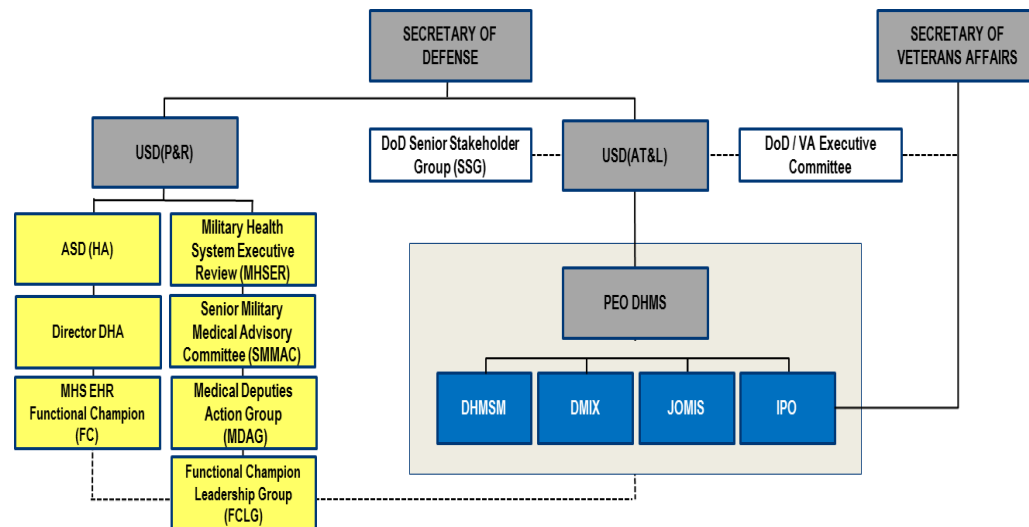 SECRETARY OF
DEFENSE
SECRETARY OF
VETERANS AFFAIRS
USD(P&R)
DoD Senior Stakeholder
Group (SSG)
USD(AT&L)
DoD / VA Executive
Committee
ASD (HA)
Military Health
System Executive
Review (MHSER)
Director DHA
Senior Military
Medical Advisory
Committee (SMMAC)
MHS EHR
Functional Champion
(FC)
Medical Deputies
Action Group
(MDAG)
Functional Champion
Leadership Group
(FCLG)
PEO DHMS
DHMSM
DMIX
JOMIS
IPO